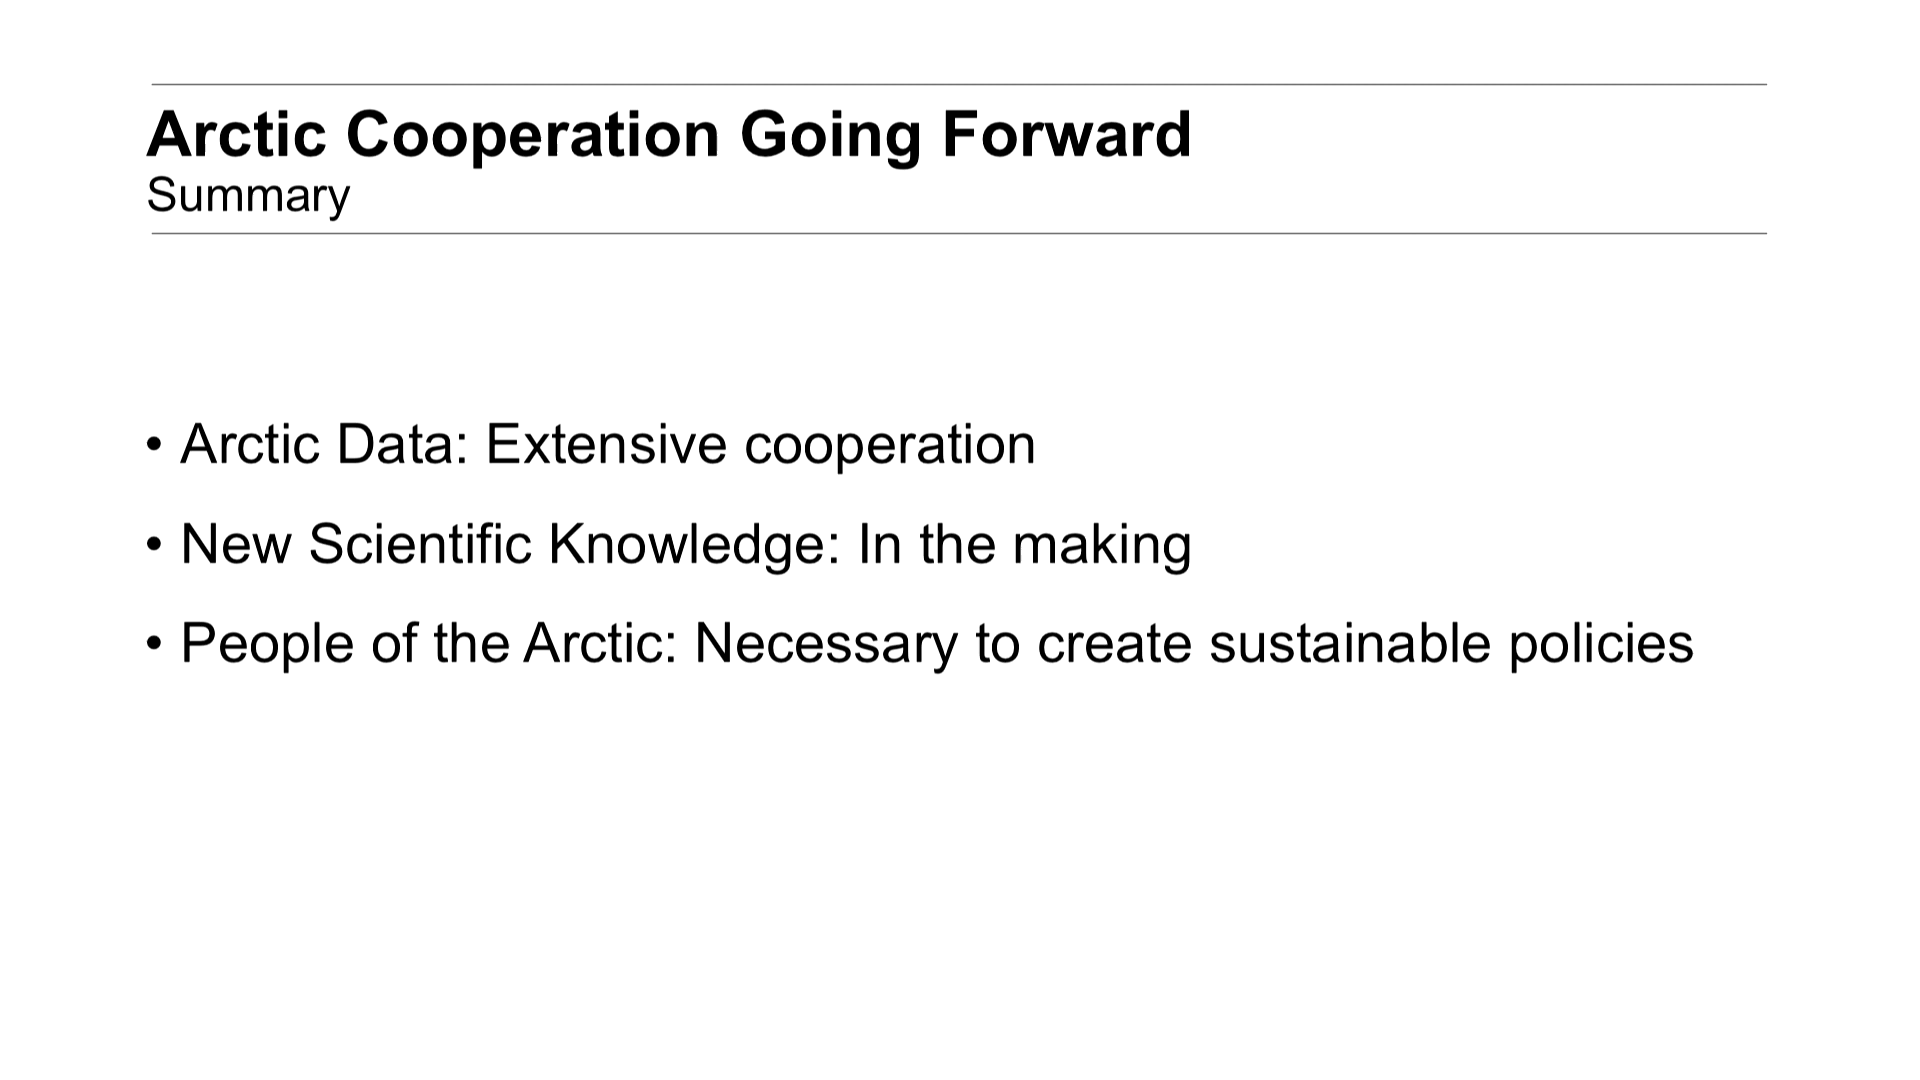 Arctic Cooperation Going Forward
Summary
• Arctic Data: Extensive cooperation
• New Scientific Knowledge: In the making
• People of the Arctic: Necessary to create sustainable policies